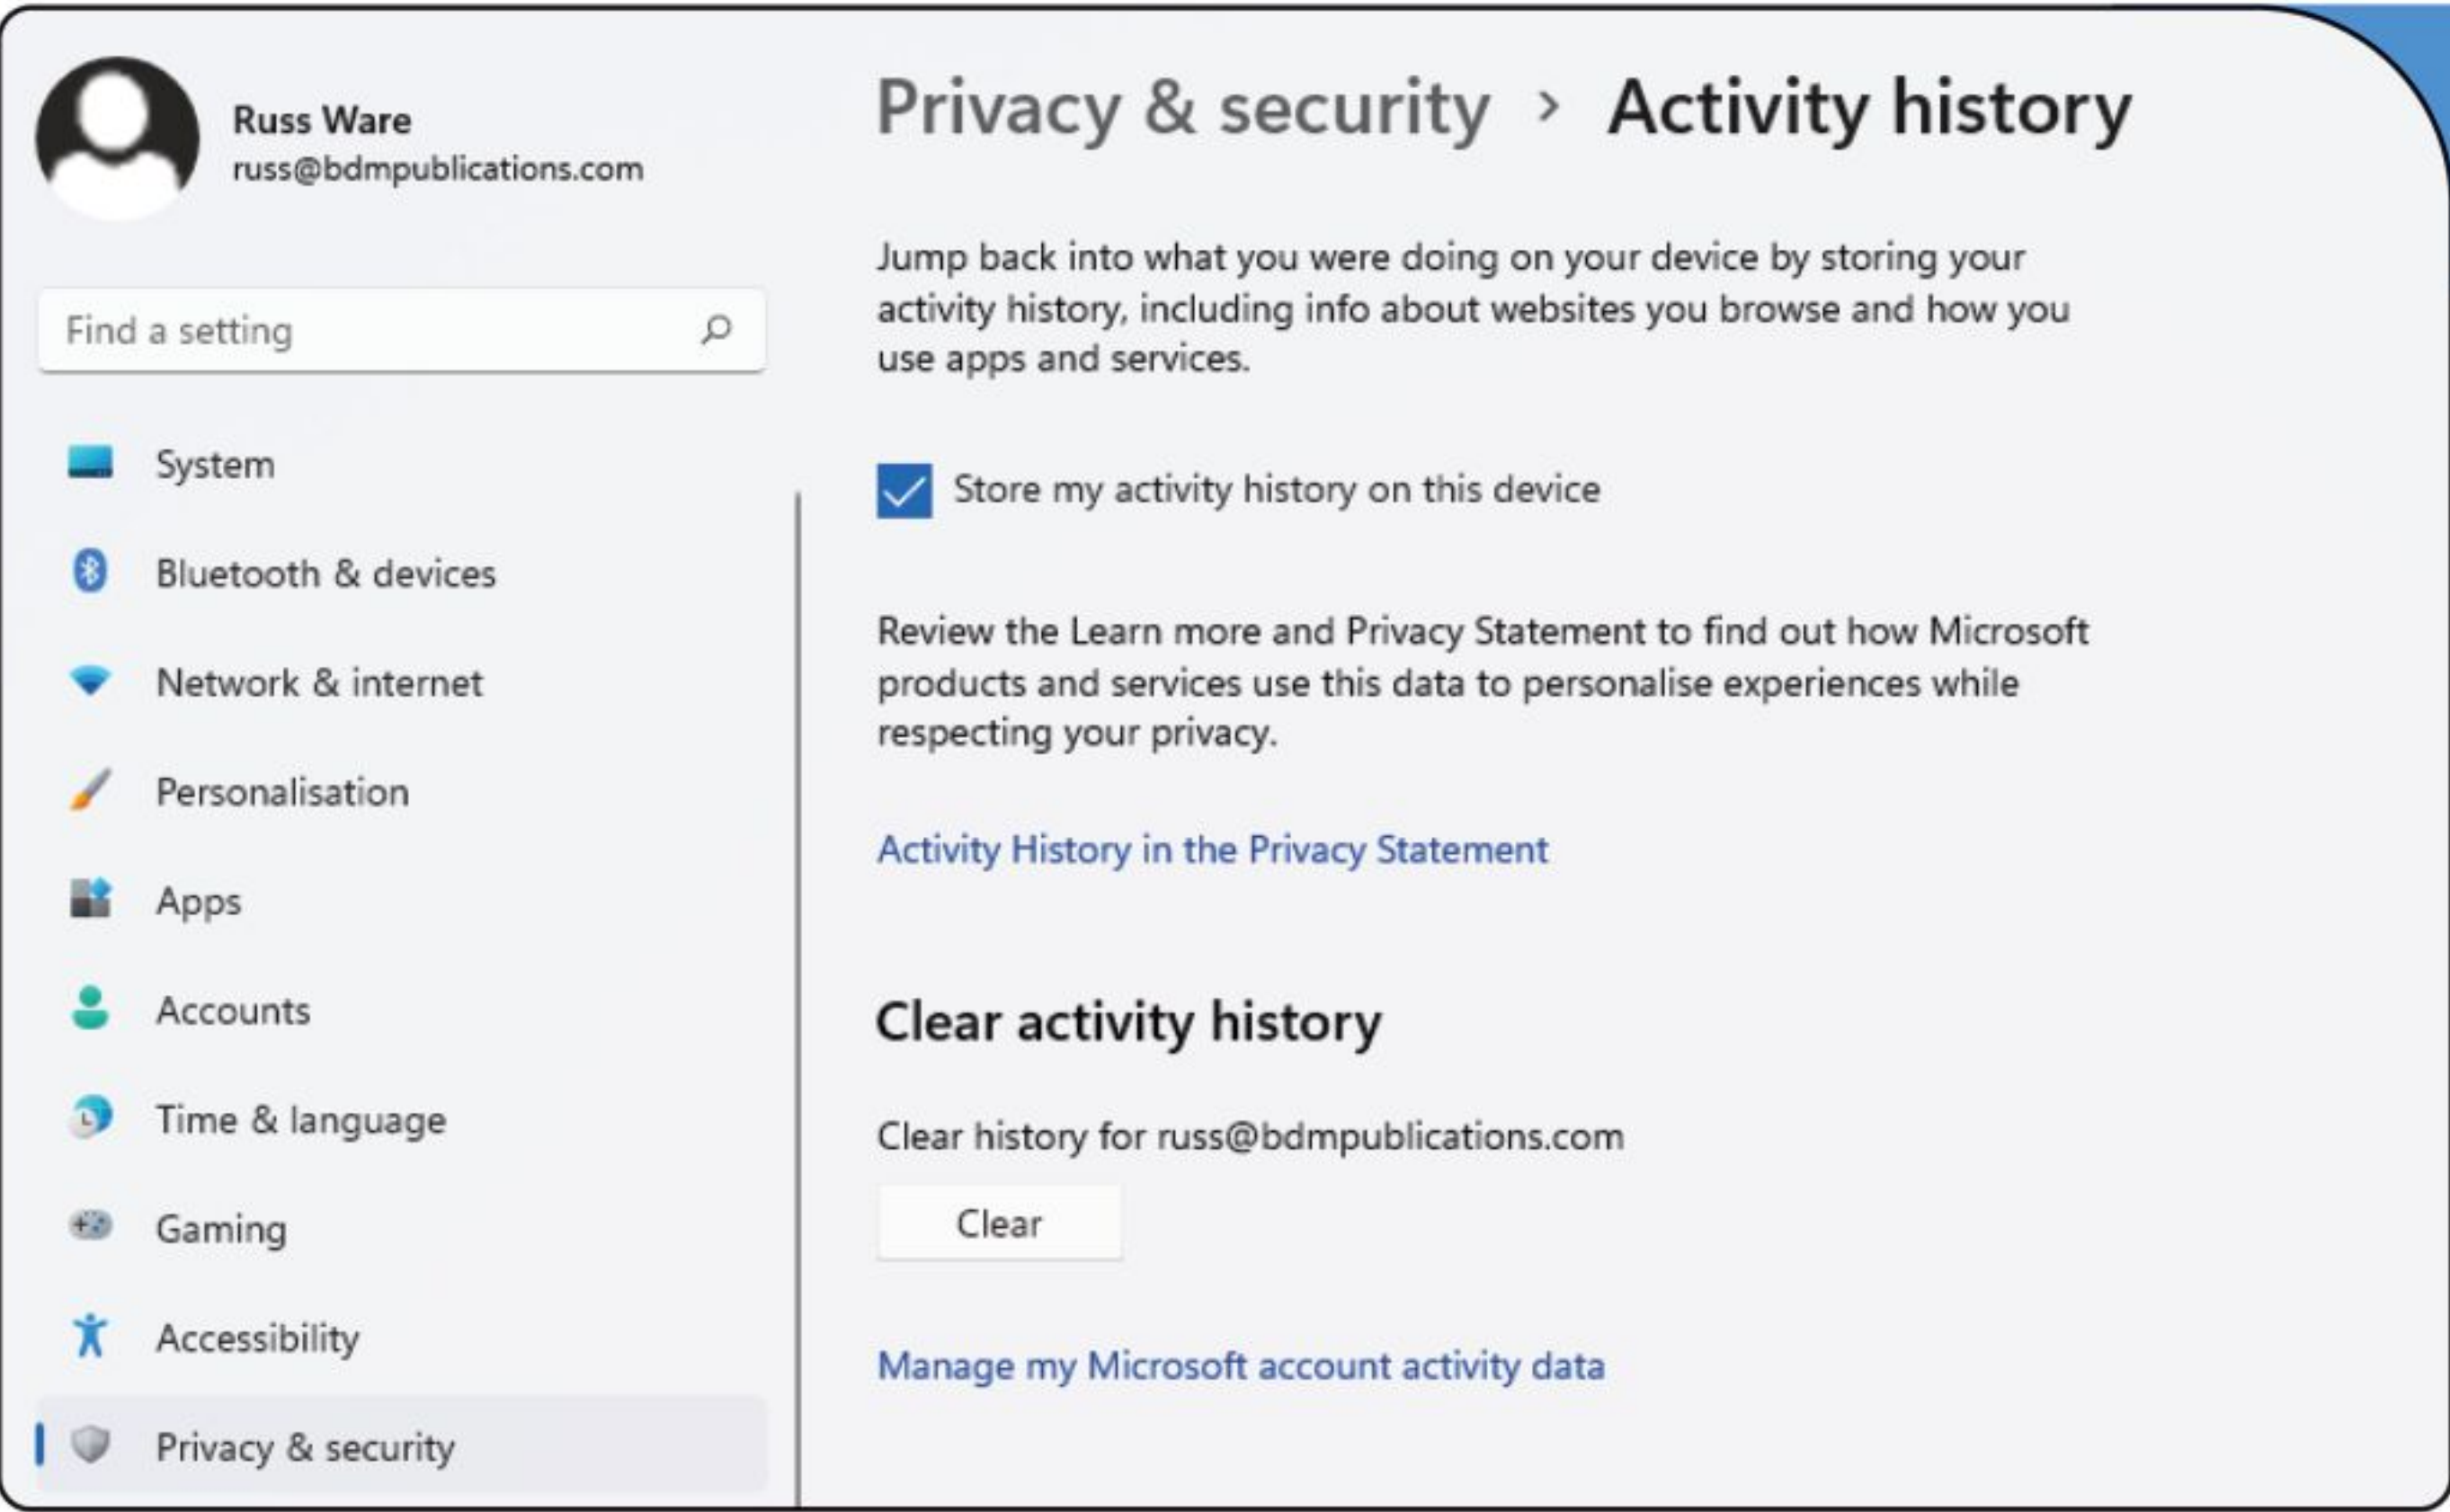 Russ Ware
russ@bdmpublications.com
Find a setting
System
Bluetooth & devices
Network & internet
Personalisation
Apps
Accounts
Time & language
Gaming
Accessibility
Privacy & security
Privacy & security > Activity history
Jump back into what you were doing on your device by storing your
activity history, including info about websites you browse and how you
use apps and services.
Store my activity history on this device
Review the Learn more and Privacy Statement to find out how Microsoft
products and services use this data to personalise experiences while
respecting your privacy.
Activity History in the Privacy Statement
Clear activity history
Clear history for russ@bdmpublications.com
Clear
Manage my Microsoft account activity data